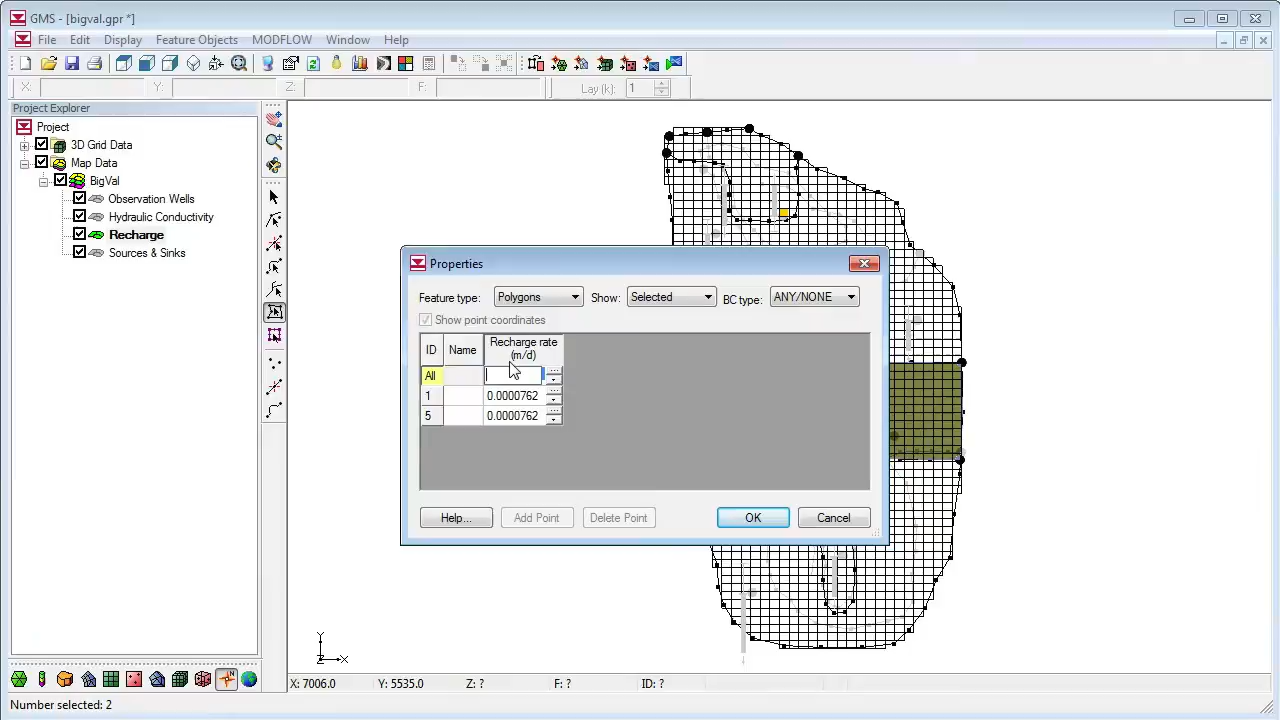 GMS - [bigval.gpr *]
File Edit Display Feature Objects MODFLOW Window Help
X: Y: Z: F: Lay (k): 1
Project Explorer
Project
3D Grid Data
Map Data
BigVal
Observation Wells
Hydraulic Conductivity
Recharge
Sources & Sinks
Properties
Feature type: Polygons Show: Selected BC type: ANY/NONE
Show point coordinates
ID Name Recharge rate
(m/d)
All
1 0.0000762
5 0.0000762
Help... Add Point Delete Point OK Cancel
Y
Z X
X: 7006.0 Y: 5535.0 Z: ? F: ? ID: ?
Number selected: 2